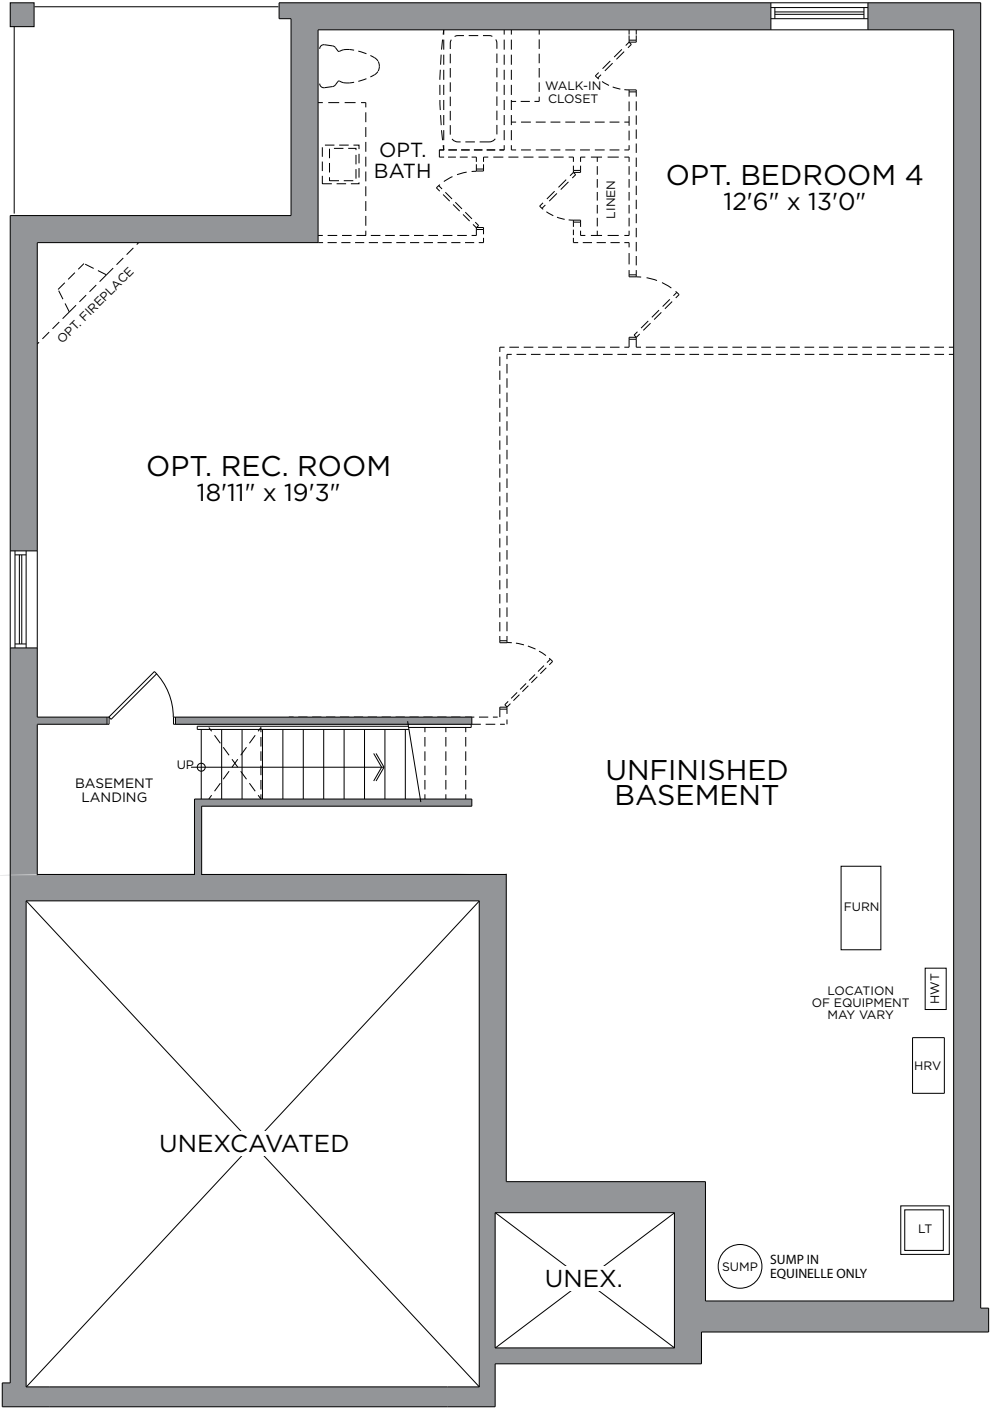 WALK-IN
CLOSET
OPT.
BATH
LINEN
OPT. BEDROOM 4
12'6" x 13'0"
OPT. FIREPLACE
OPT. REC. ROOM
18'11" x 19'3"
UP
X
BASEMENT
LANDING
UNFINISHED
BASEMENT
FURN
HWT
LOCATION
OF EQUIPMENT
MAY VARY
HRV
UNEXCAVATED
LT
SUMP
SUMP IN
EQUINELLE ONLY
UNEX.